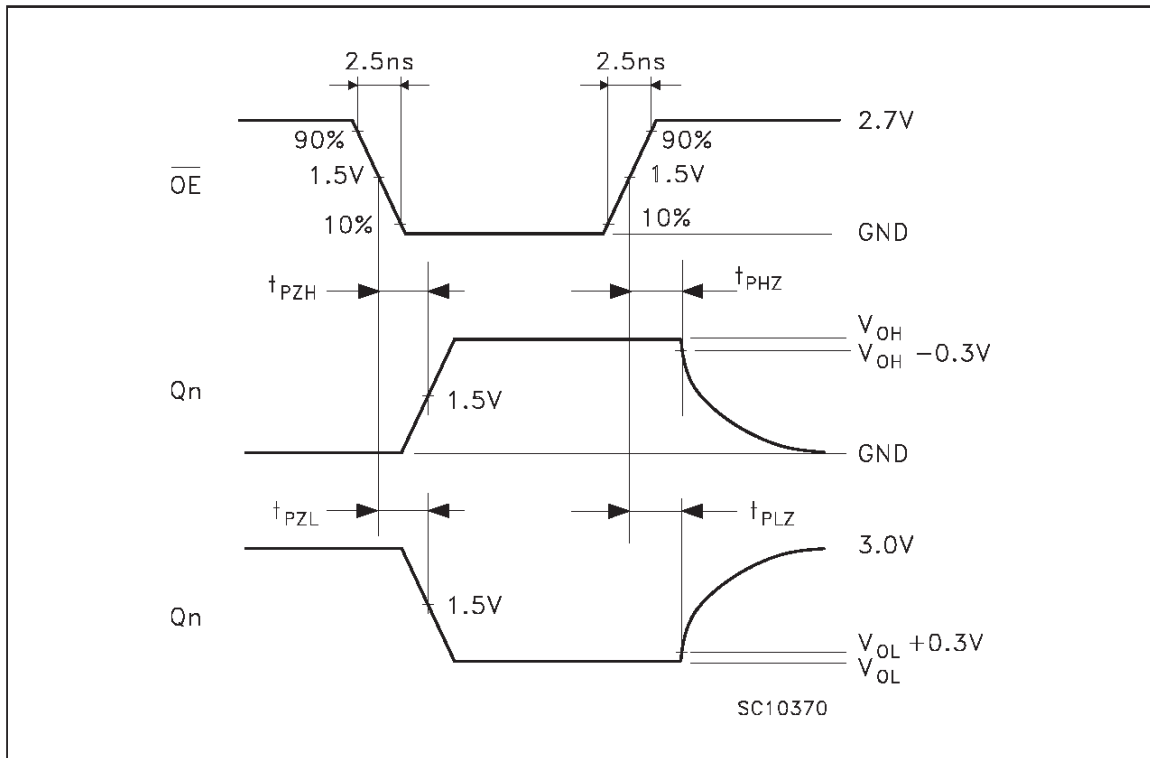 2.5ns 2.5ns
2.7V
90% 90%
1.5V 1.5V
OE
10% 10%
GND
tPZH tPHZ
VOH
VOH −0.3V
Qn
1.5V
GND
tPZL tPLZ
3.0V
1.5V
Qn
VOL +0.3V
VOL
SC10370